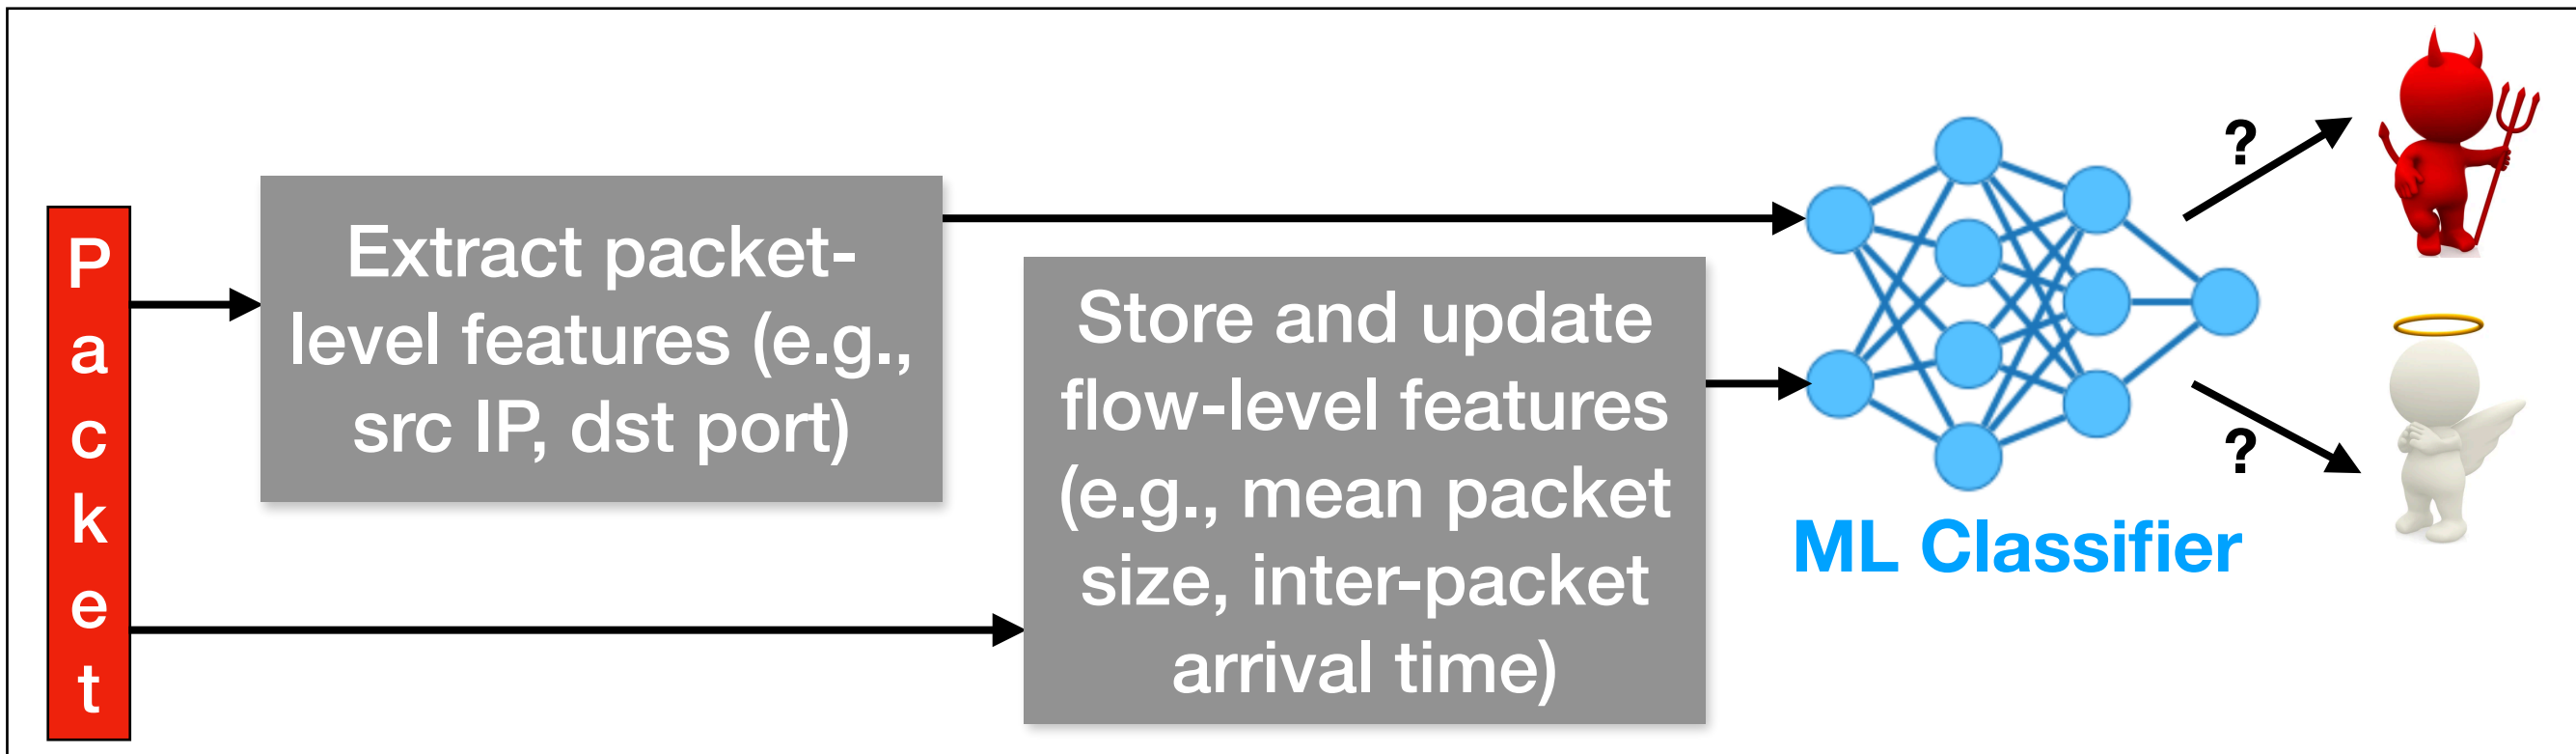 Packet
Extract packet-
level features (e.g.,
src IP, dst port)
Store and update
flow-level features
(e.g., mean packet
size, inter-packet
arrival time)
?
?
ML Classifier